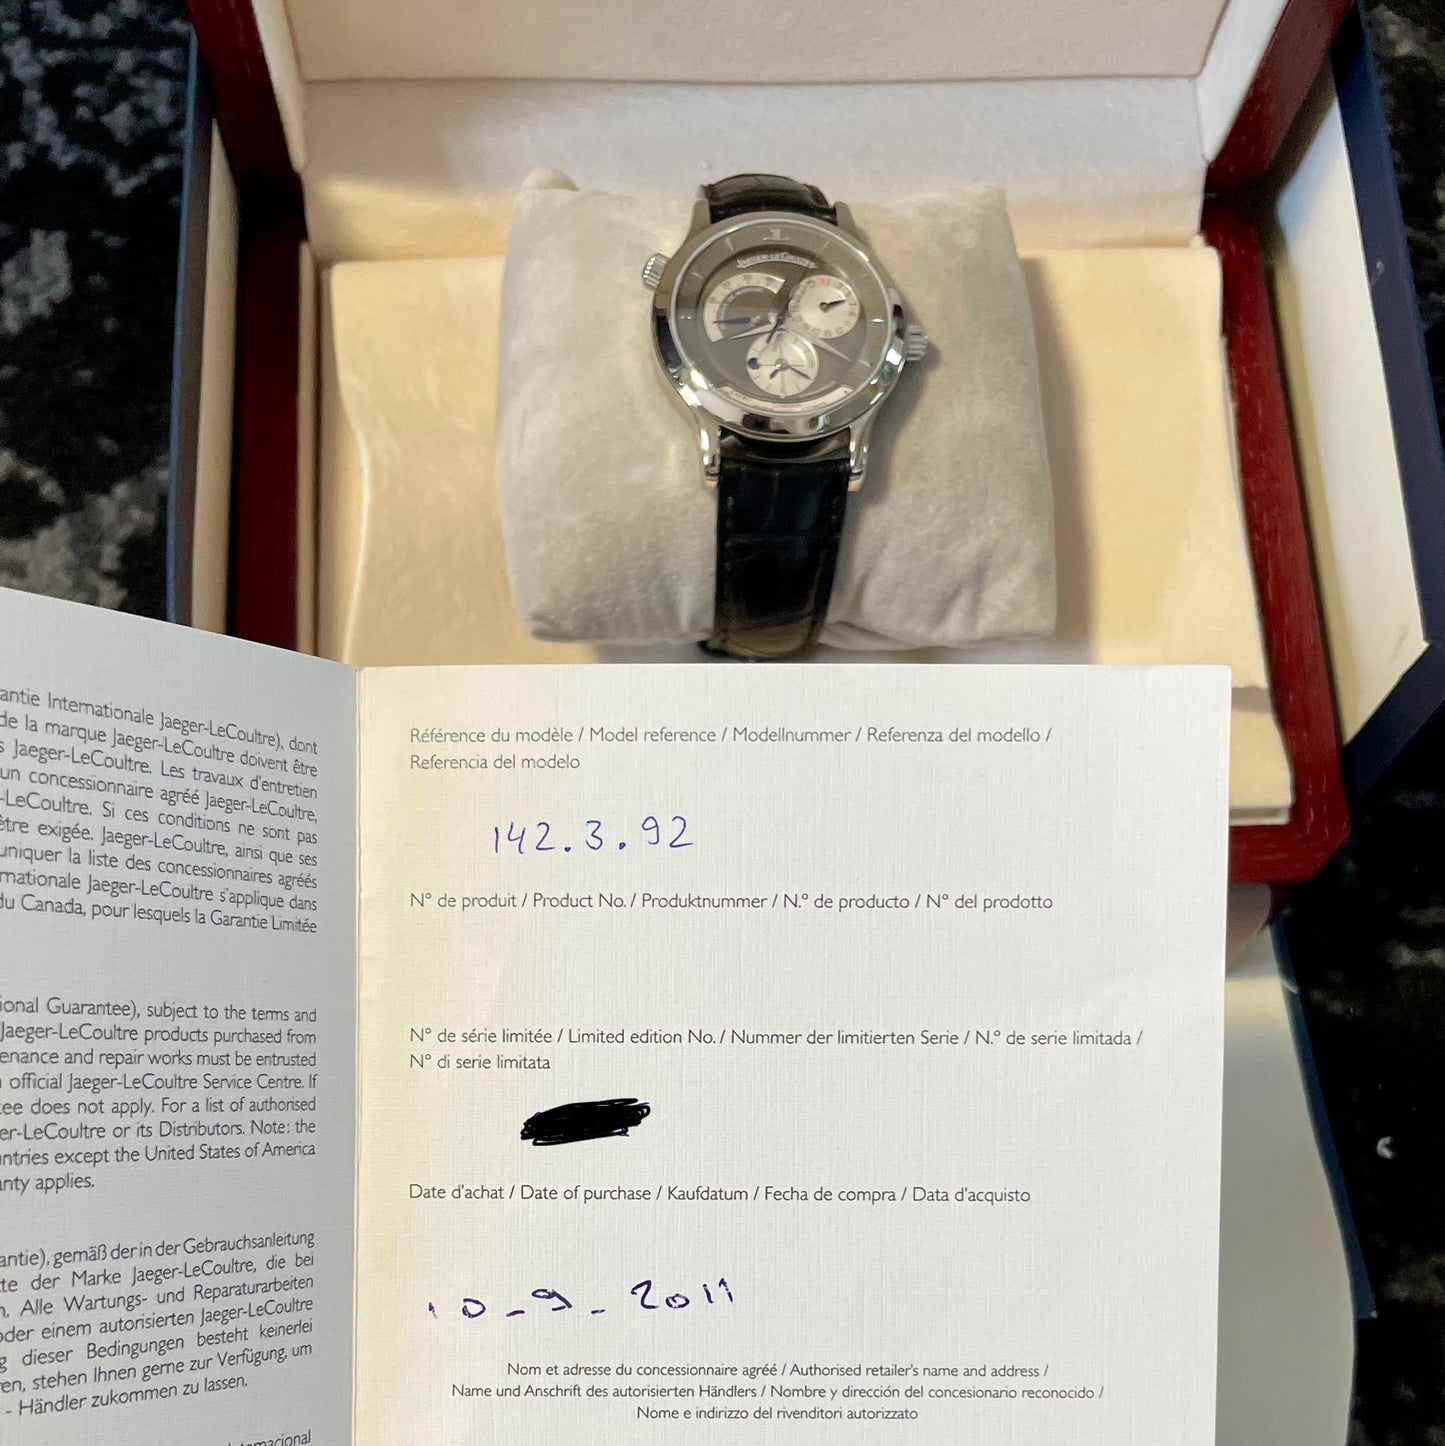 JAEGER-LECOULTRE
antie Internationale Jaeger-LeCoultre), dont
de la marque Jaeger-LeCoultre doivent être
s Jaeger-LeCoultre. Les travaux d'entretien
un concessionnaire agréé Jaeger-LeCoultre,
-LeCoultre. Si ces conditions ne sont pas
être exigée. Jaeger-LeCoultre, ainsi que ses
uniquer la liste des concessionnaires agréés
rnationale Jaeger-LeCoultre s'applique dans
du Canada, pour lesquels la Garantie Limitée
ional Guarantee), subject to the terms and
Jaeger-LeCoultre products purchased from
enance and repair works must be entrusted
official Jaeger-LeCoultre Service Centre. If
tee does not apply. For a list of authorised
er-LeCoultre or its Distributors. Note: the
untries except the United States of America
anty applies.
antie), gemäß der in der Gebrauchsanleitung
te der Marke Jaeger-LeCoultre, die bei
n. Alle Wartungs- und Reparaturarbeiten
oder einem autorisierten Jaeger-LeCoultre
g dieser Bedingungen besteht keinerlei
en, stehen Ihnen gerne zur Verfügung, um
- Händler zukommen zu lassen.
Référence du modèle / Model reference / Modellnummer / Referenza del modello /
Referencia del modelo
142.3.92
N° de produit / Product No. / Produktnummer / N.° de producto / N° del prodotto
N° de série limitée / Limited edition No. / Nummer der limitierten Serie / N.° de serie limitada /
N° di serie limitata
Date d'achat / Date of purchase / Kaufdatum / Fecha de compra / Data d'acquisto
10-9-2011
Nom et adresse du concessionnaire agréé / Authorised retailer's name and address /
Name und Anschrift des autorisierten Händlers / Nombre y dirección del concesionario reconocido /
Nome e indirizzo del rivenditori autorizzato